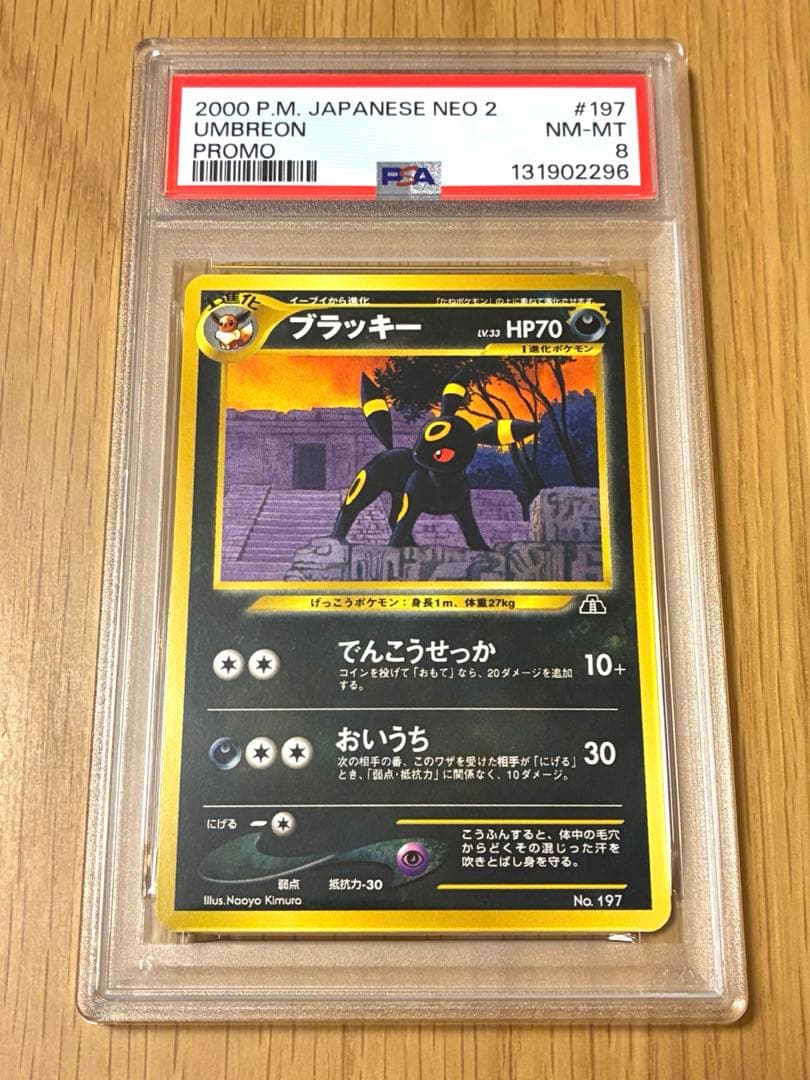 2000 P.M. JAPANESE NEO 2 #197
UMBREON NM-MT
PROMO 8
PSA 131902296
1進化 イーブイから進化 「たねポケモン」の上に重ねて進化させます。
ブラッキー LV.33 HP70
1進化ポケモン
げっこうポケモン：身長1m、体重27kg
でんこうせっか 10+
コインを投げて「おもて」なら、20ダメージを追加
する。
おいうち 30
次の相手の番、このワザを受けた相手が「にげる」
とき、「弱点・抵抗力」に関係なく、10ダメージ。
にげる
こうふんすると、体中の毛穴
からどくその混じった汗を
吹きとばし身を守る。
弱点 抵抗力-30
Illus.Naoyo Kimura No. 197